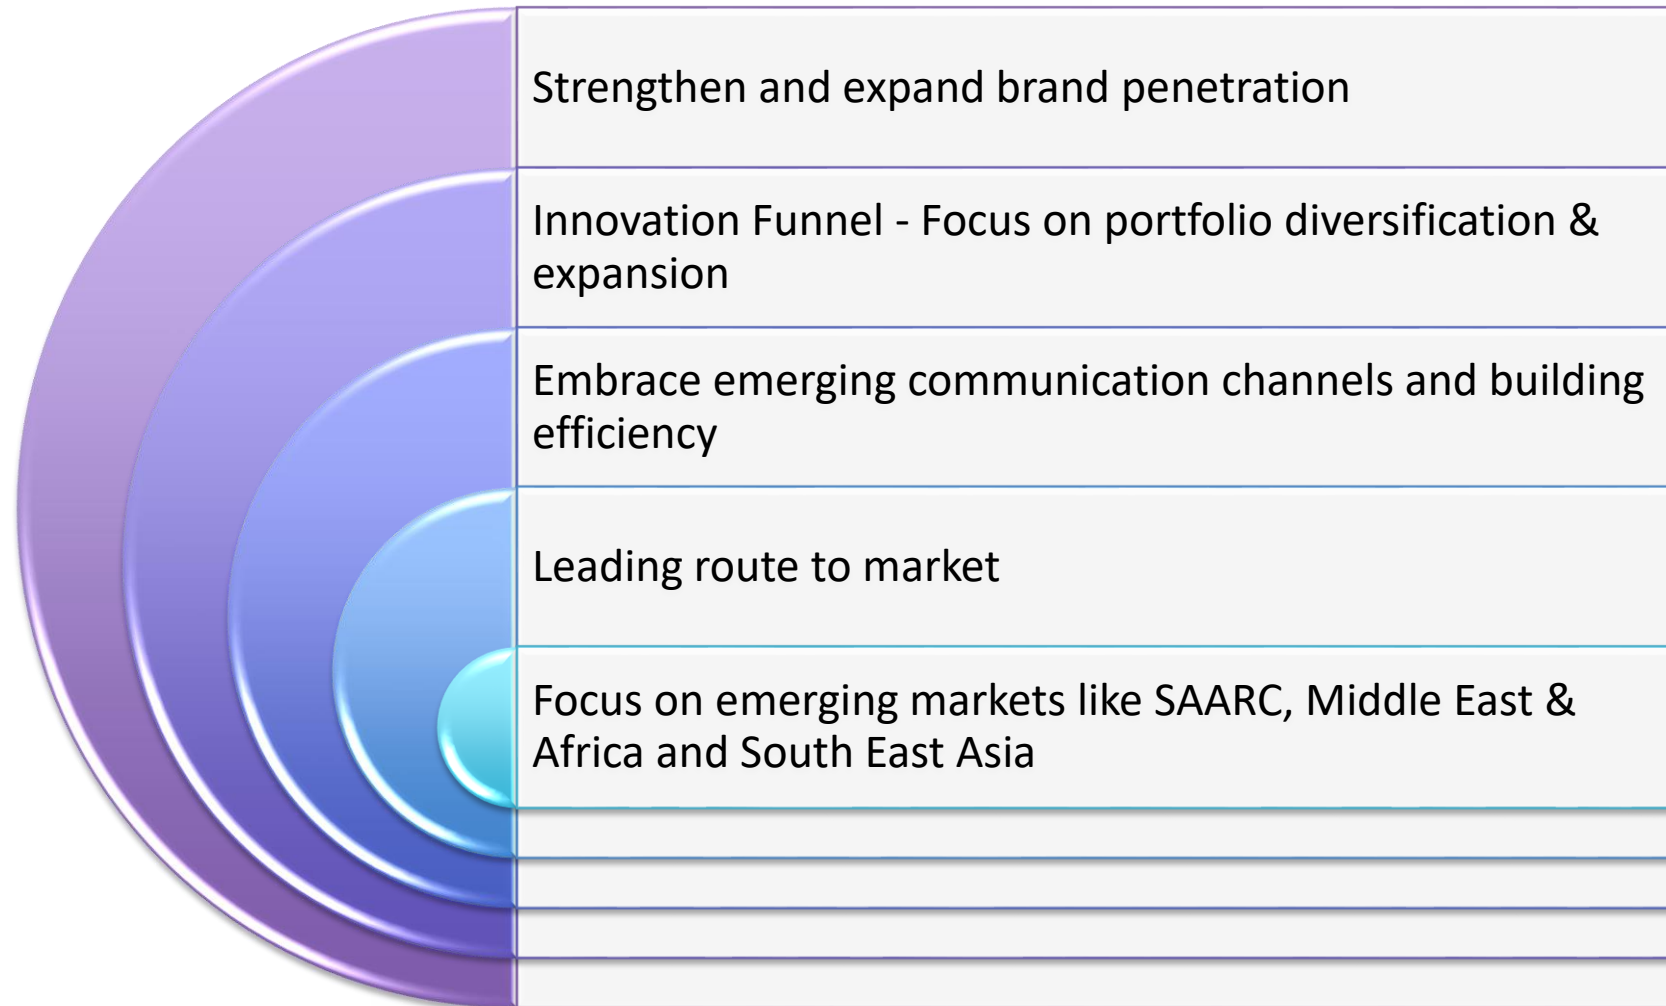 Strengthen and expand brand penetration
Innovation Funnel - Focus on portfolio diversification &
expansion
Embrace emerging communication channels and building
efficiency
Leading route to market
Focus on emerging markets like SAARC, Middle East &
Africa and South East Asia